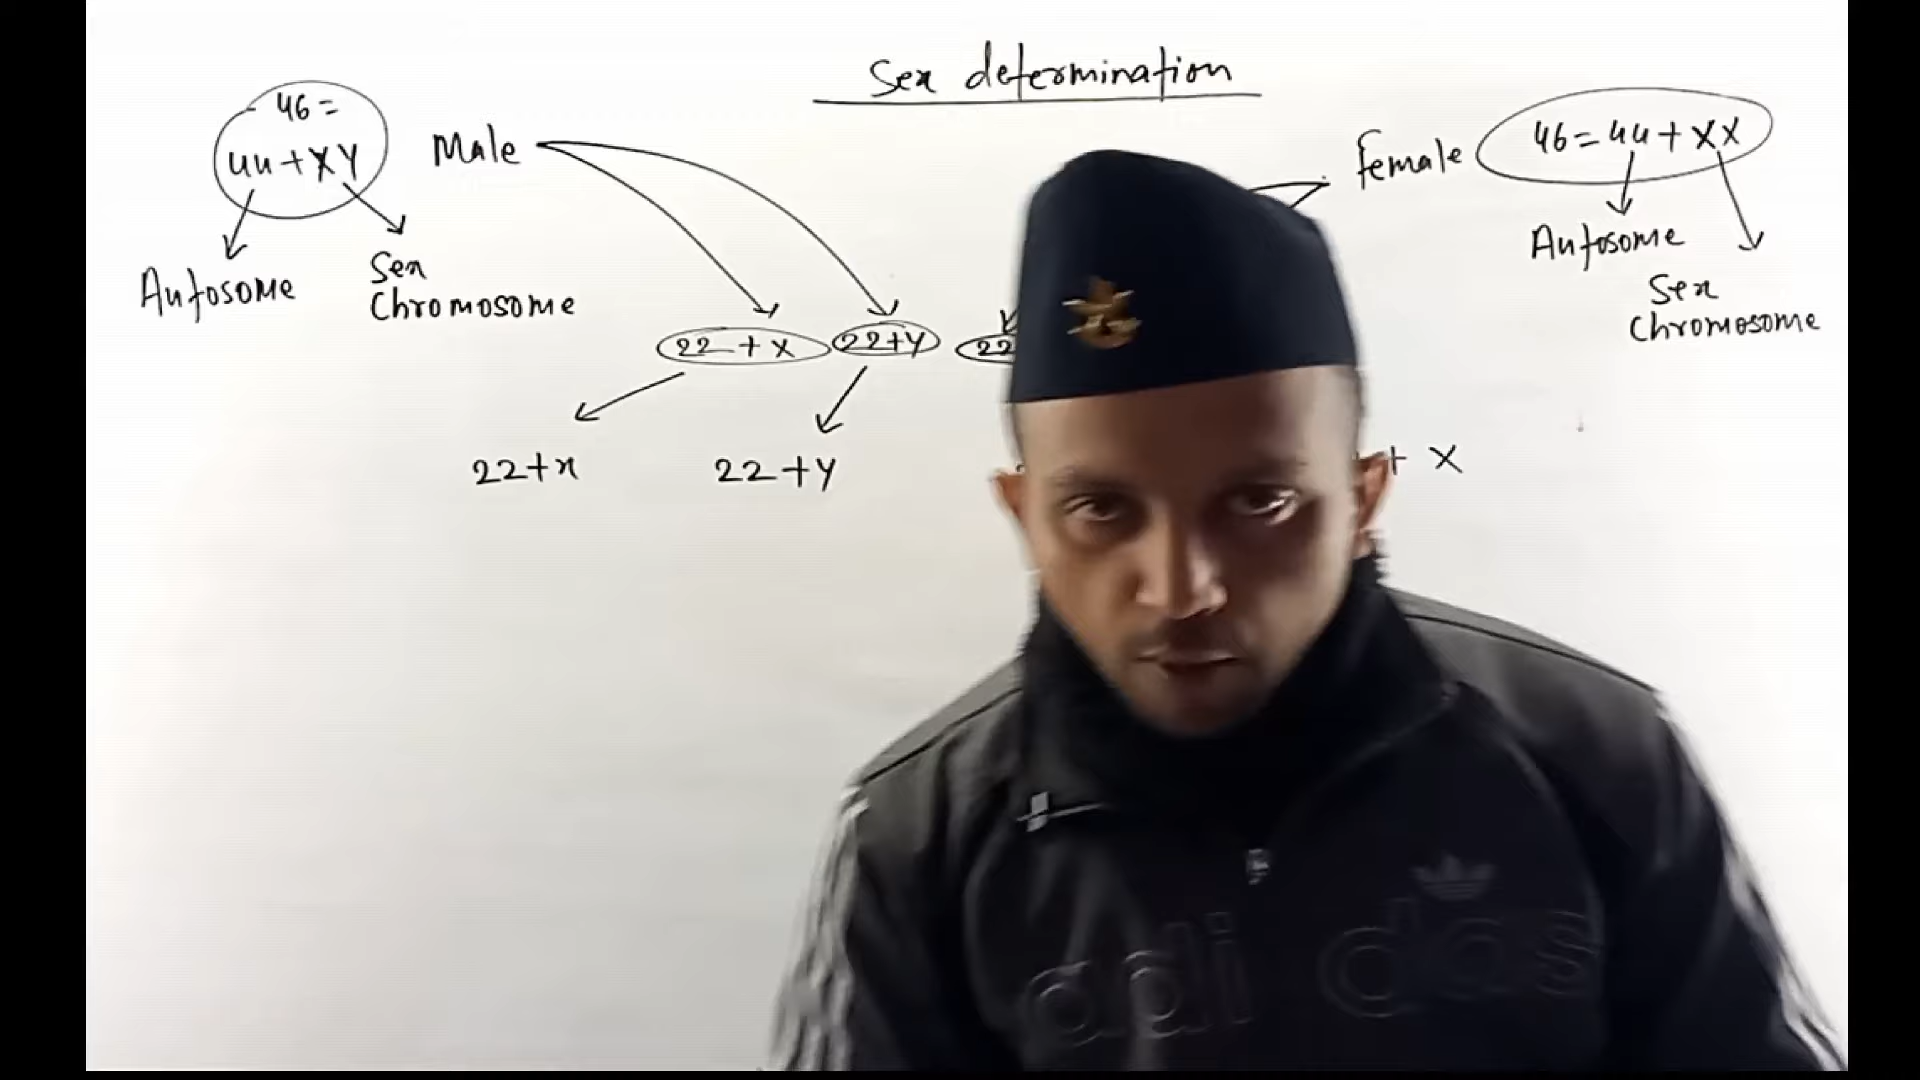 Sex determination
46 =
44 + XY
Male
Female
46 = 44 + XX
Autosome
Sex
Chromosome
Autosome
Sex
Chromosome
22 + X
22 + Y
22
22 + x
22 + y
+ X
adidas